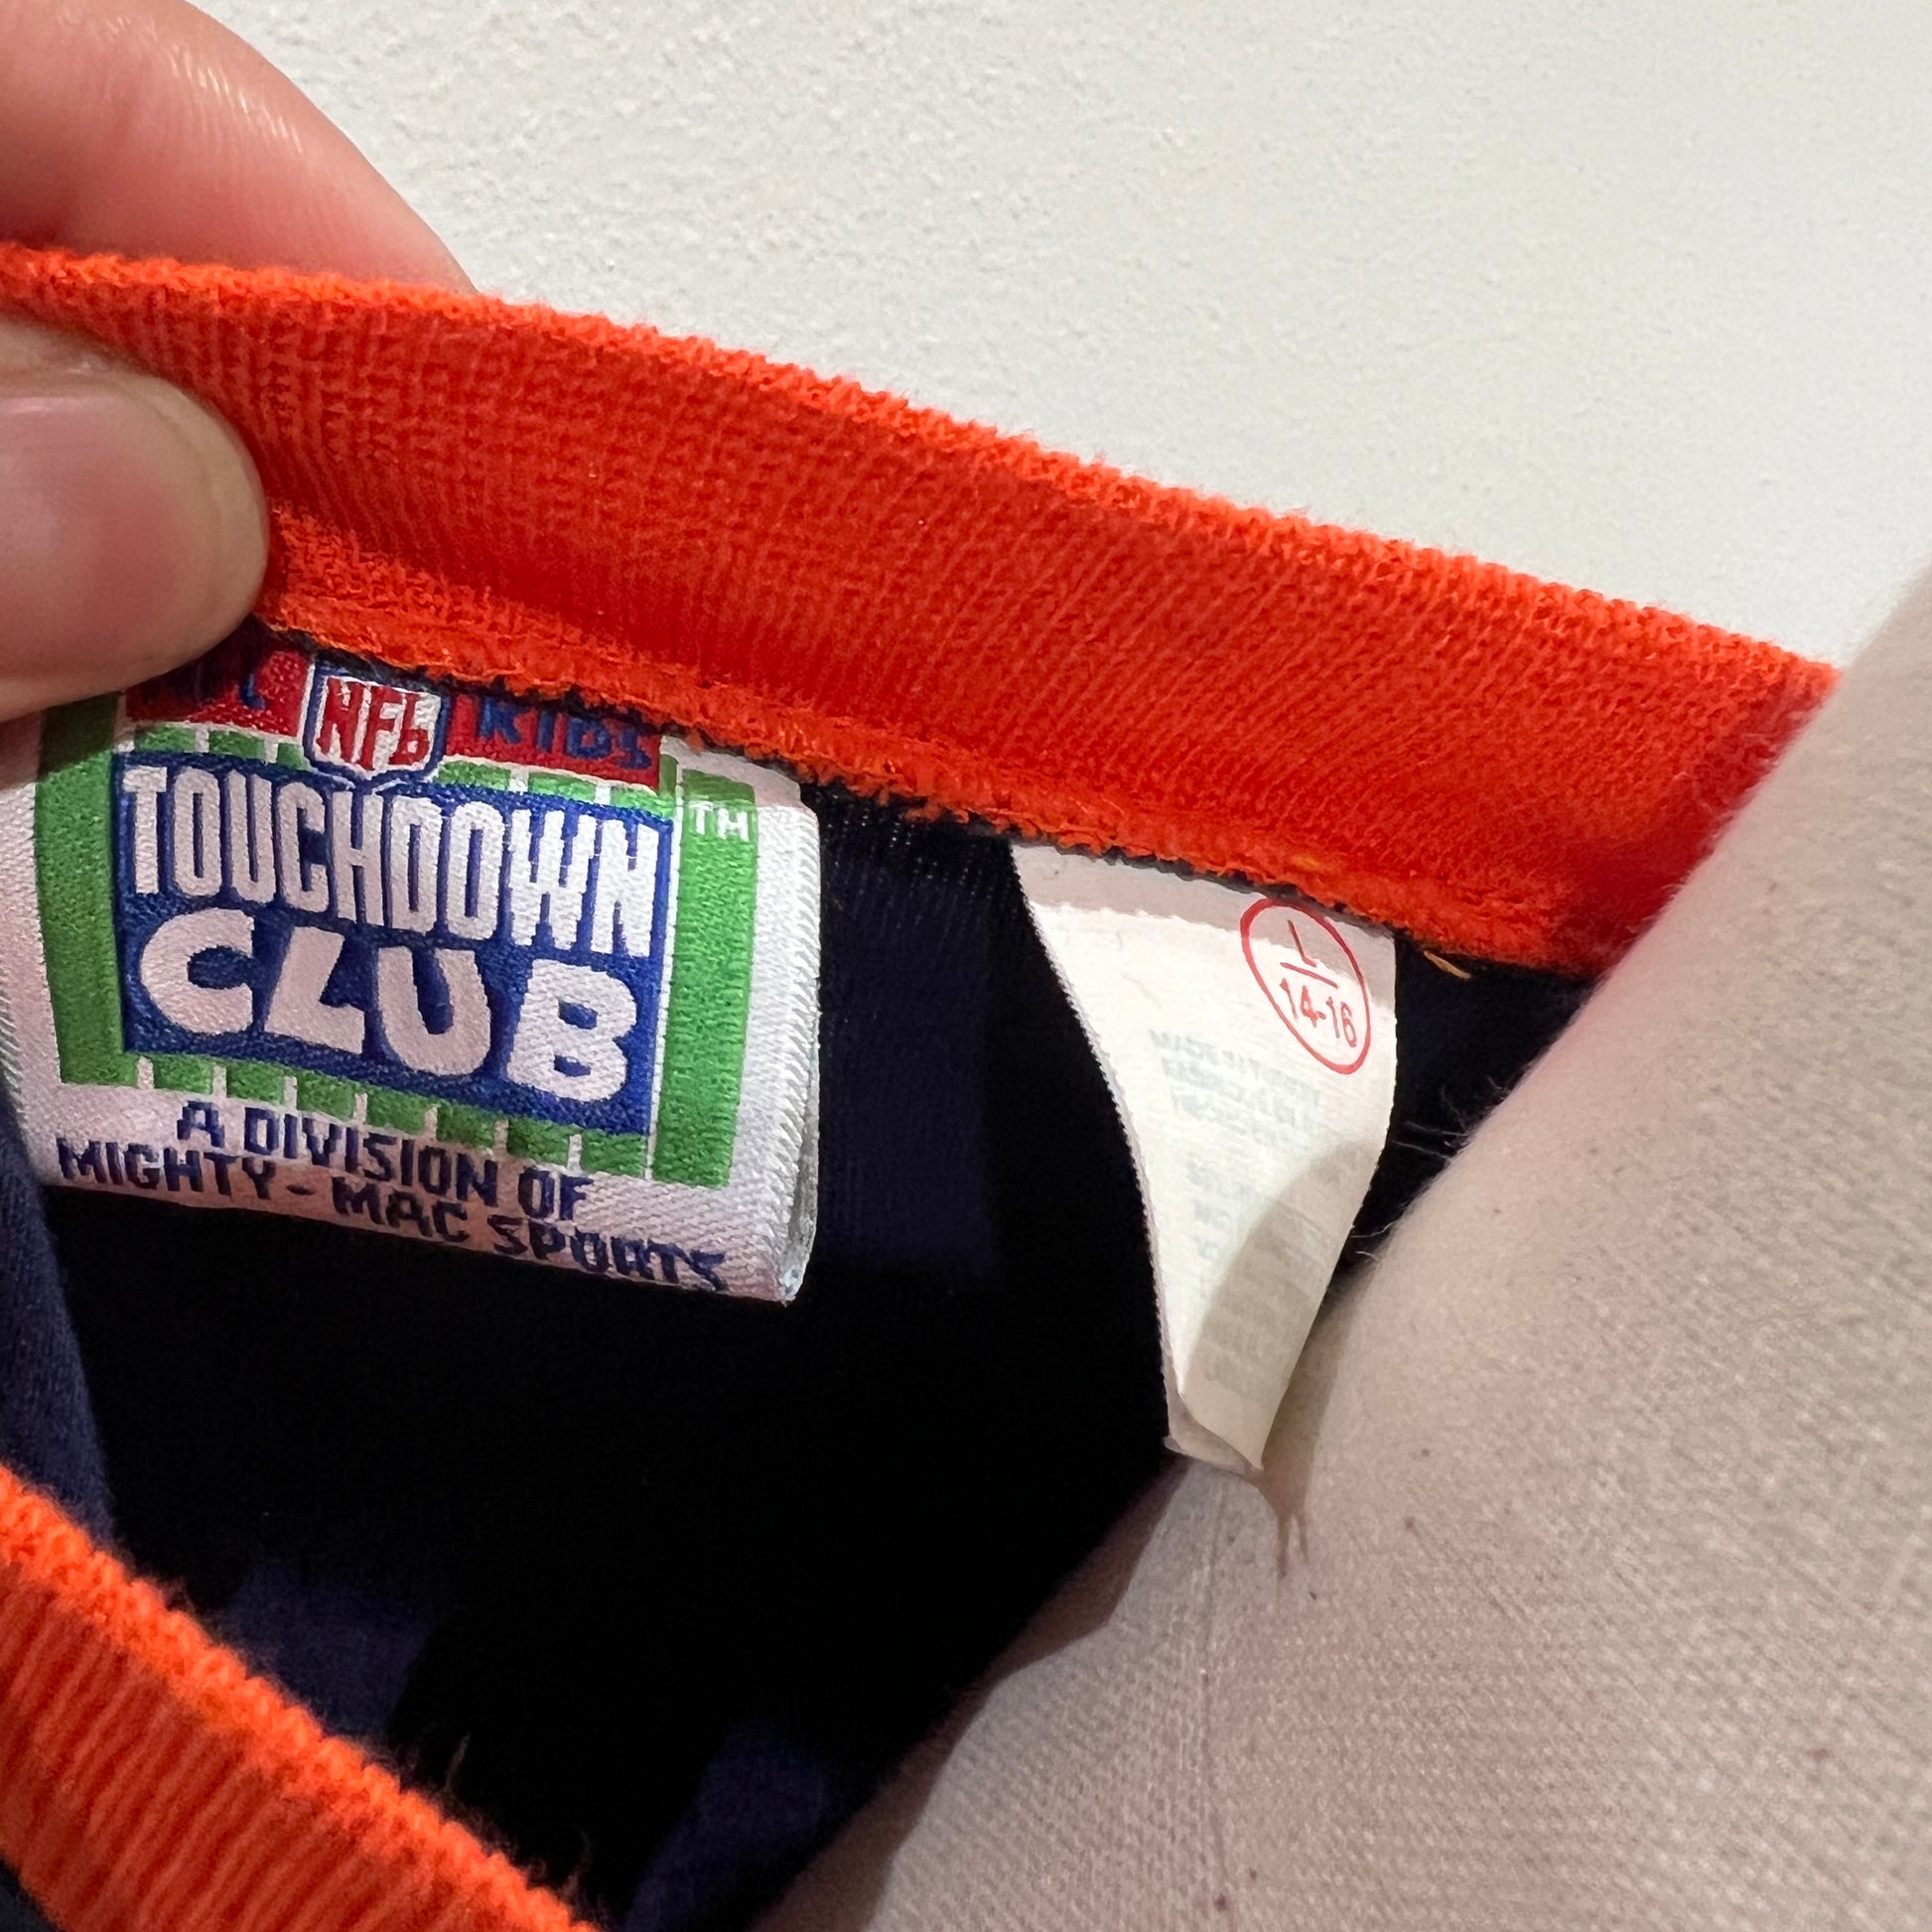 NFL KIDS
TOUCHDOWN
TM
CLUB
A DIVISION OF
MIGHTY-MAC SPORTS
L
14-16